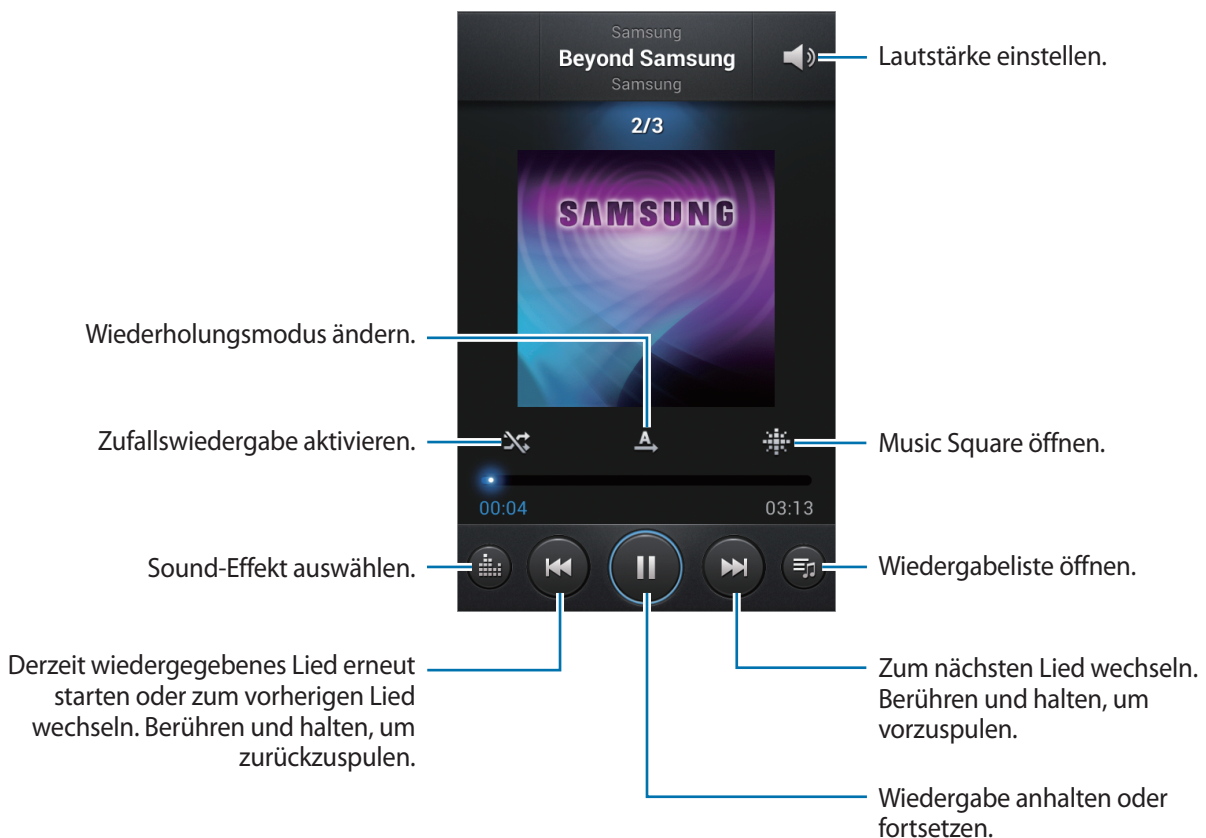 Samsung
Beyond Samsung
Samsung
Lautstärke einstellen.
2/3
SAMSUNG
Wiederholungsmodus ändern.
Zufallswiedergabe aktivieren.
A
Music Square öffnen.
00:04
03:13
Sound-Effekt auswählen.
Wiedergabeliste öffnen.
Derzeit wiedergegebenes Lied erneut
starten oder zum vorherigen Lied
wechseln. Berühren und halten, um
zurückzuspulen.
Zum nächsten Lied wechseln.
Berühren und halten, um
vorzuspulen.
Wiedergabe anhalten oder
fortsetzen.